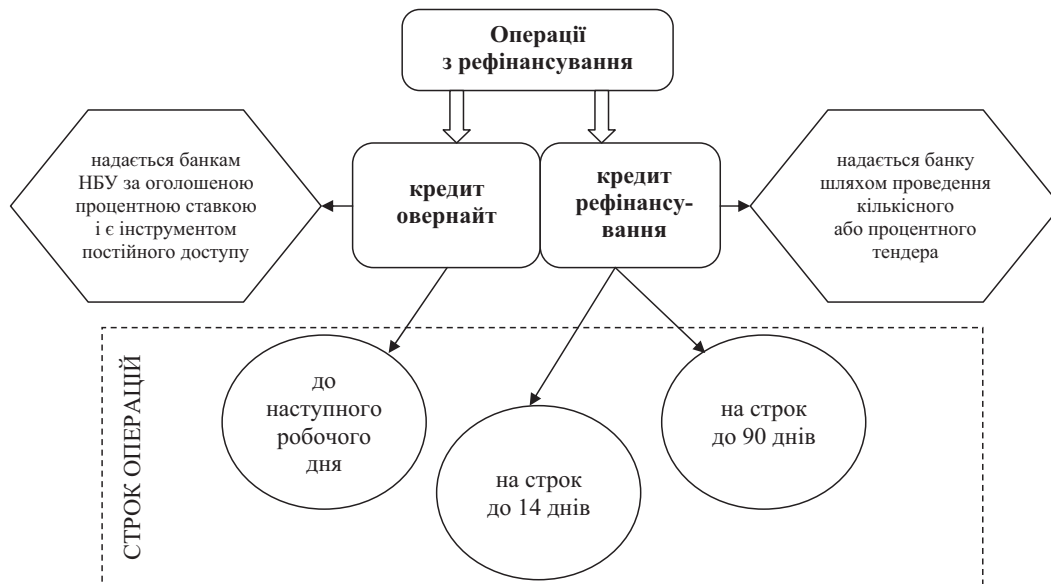 Операції
з рефінансування
надається банкам
НБУ за оголошеною
процентною ставкою
і є інструментом
постійного доступу
кредит
овернайт
кредит
рефінансу-
вання
надається банку
шляхом проведення
кількісного
або процентного
тендера
СТРОК ОПЕРАЦІЙ
до
наступного
робочого
дня
на строк
до 14 днів
на строк
до 90 днів